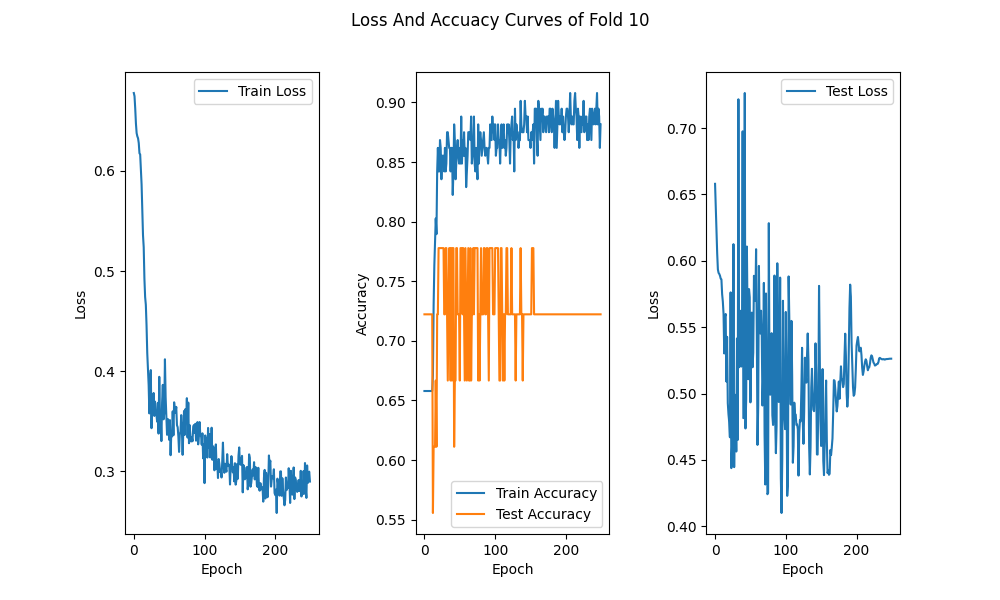 Loss And Accuacy Curves of Fold 10
Train Loss
0.6
0.5
0.4
0.3
Loss
0
100
200
Epoch
0.90
0.85
0.80
0.75
0.70
0.65
0.60
0.55
Accuracy
Train Accuracy
Test Accuracy
0
100
200
Epoch
Test Loss
0.70
0.65
0.60
0.55
0.50
0.45
0.40
Loss
0
100
200
Epoch